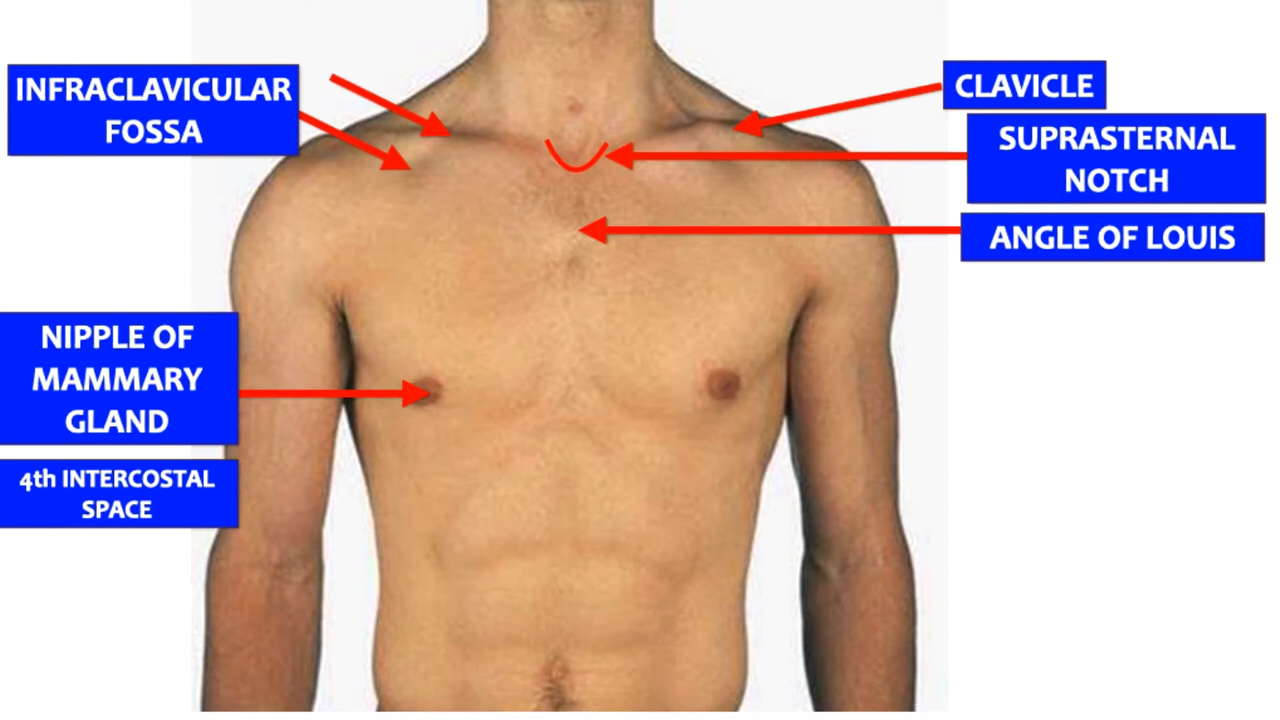 INFRACLAVICULAR
FOSSA
CLAVICLE
SUPRASTERNAL
NOTCH
ANGLE OF LOUIS
NIPPLE OF
MAMMARY
GLAND
4th INTERCOSTAL
SPACE